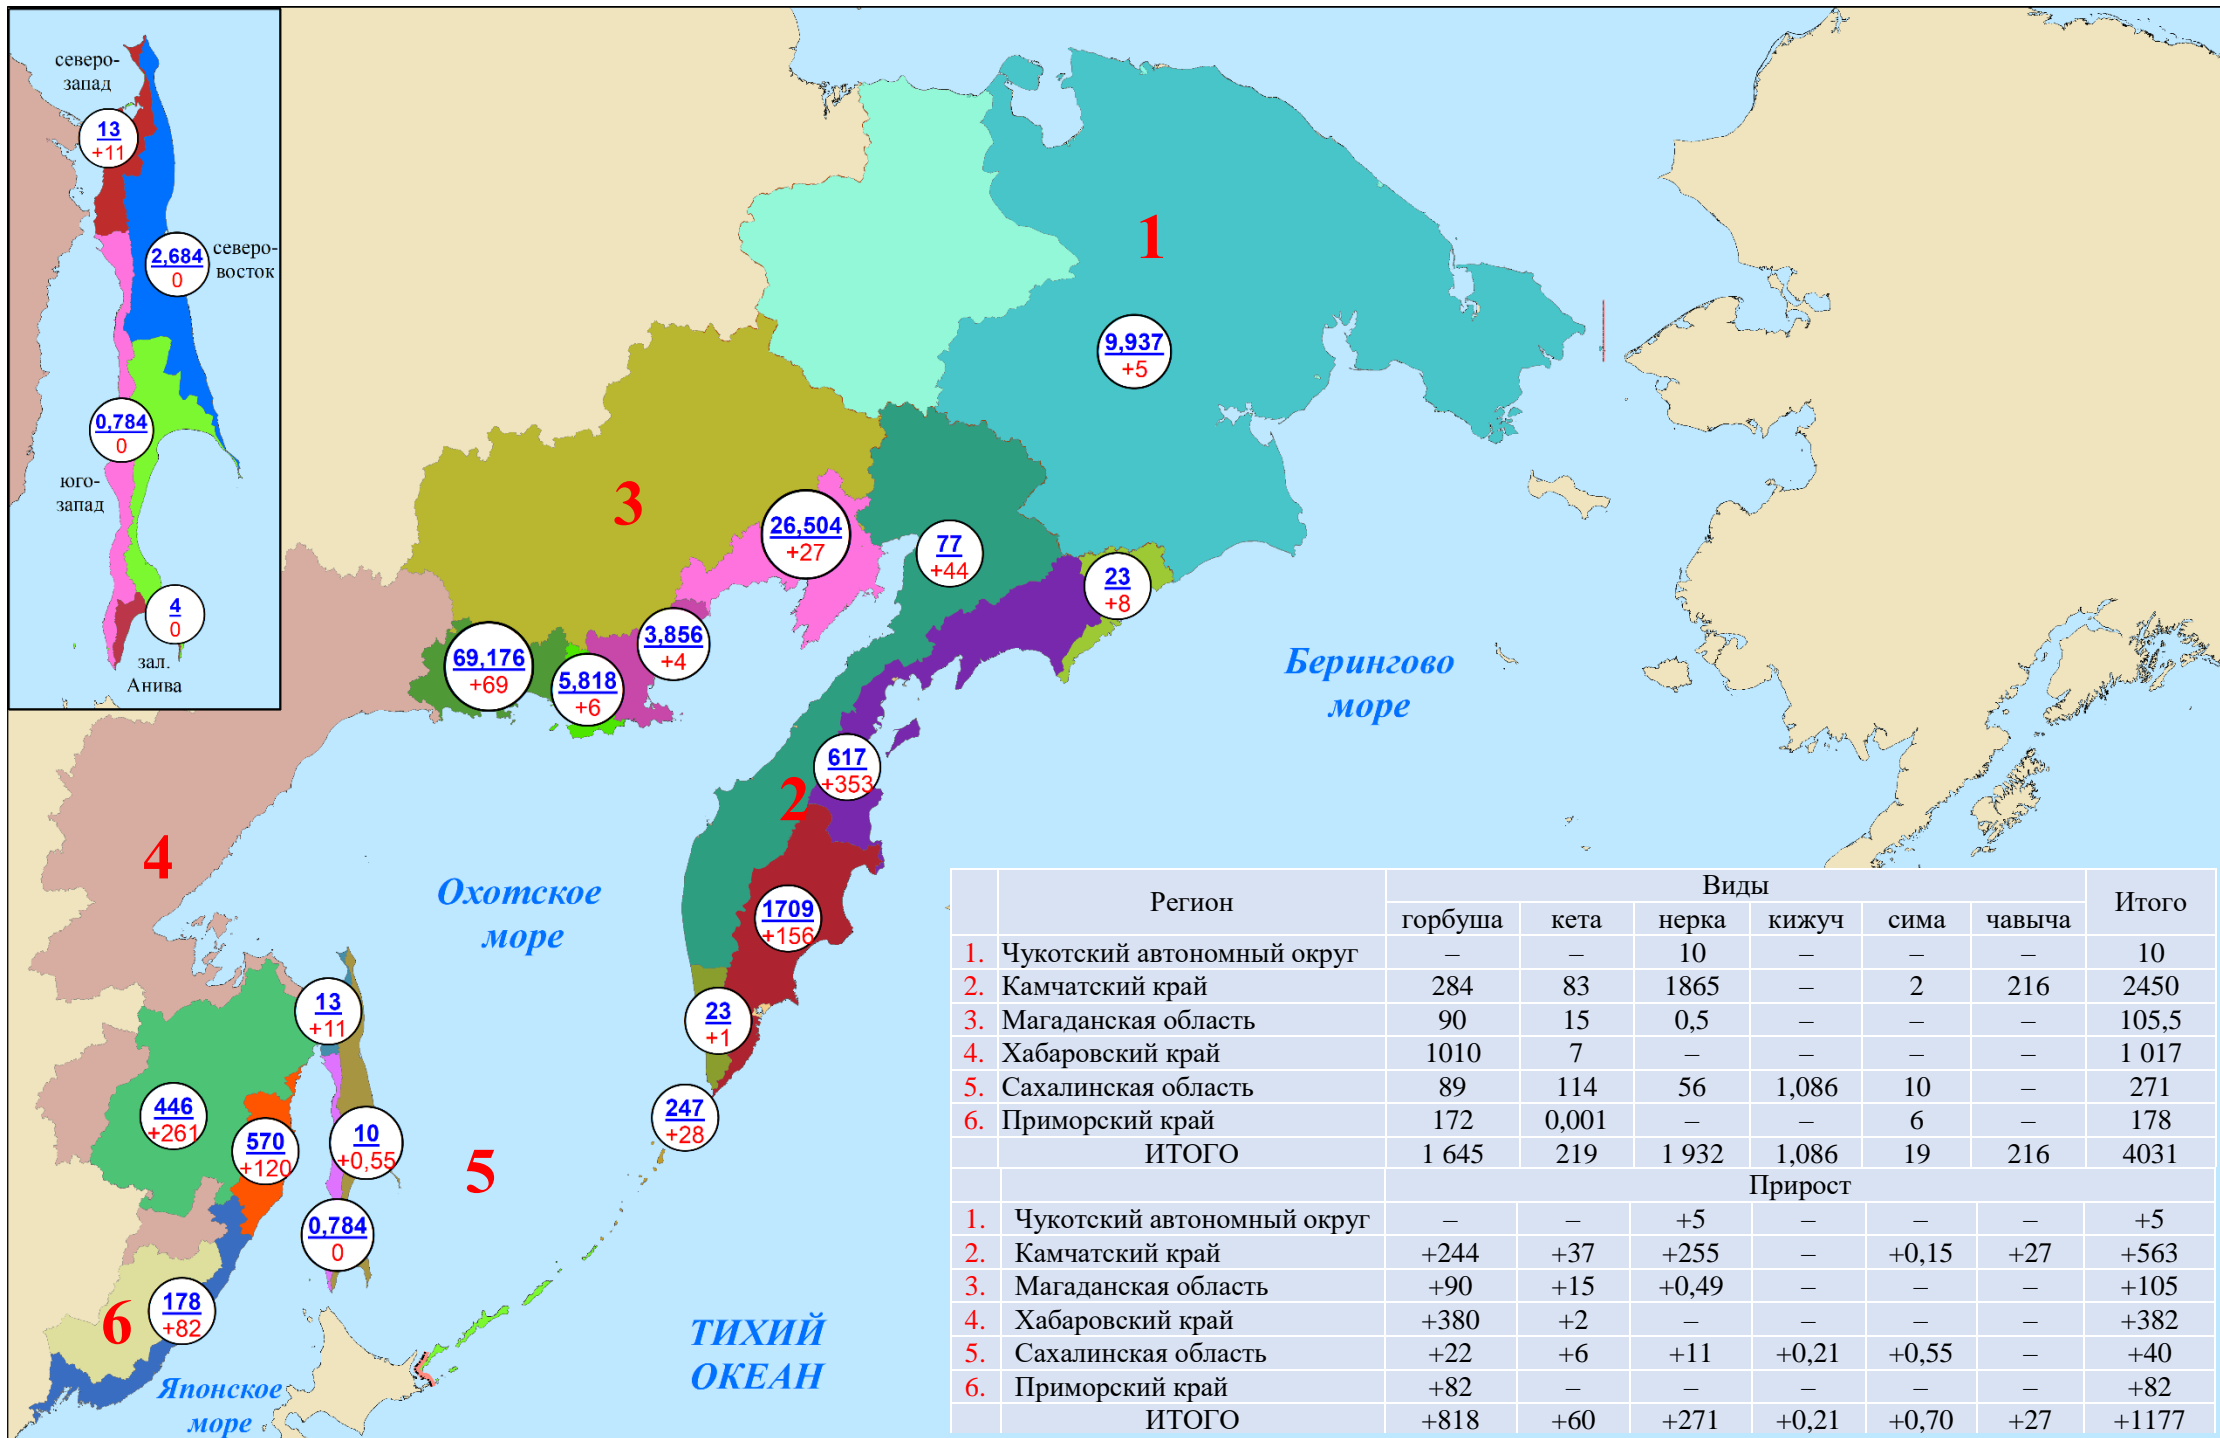 северо-
запад
13
+11
2,684
0
северо-
восток
0,784
0
юго-
запад
4
0
зал.
Анива
1
9,937
+5
3
26,504
+27
77
+44
23
+8
69,176
+69
5,818
+6
3,856
+4
Берингово
море
617
+353
2
4
Охотское
море
1709
+156
13
+11
23
+1
446
+261
570
+120
10
+0,55
247
+28
5
0,784
0
6
178
+82
ТИХИЙ
ОКЕАН
Японское
море
Регион Виды Итого
горбуша кета нерка кижуч сима чавыча
1. Чукотский автономный округ – – 10 – – – 10
2. Камчатский край 284 83 1865 – 2 216 2450
3. Магаданская область 90 15 0,5 – – – 105,5
4. Хабаровский край 1010 7 – – – – 1 017
5. Сахалинская область 89 114 56 1,086 10 – 271
6. Приморский край 172 0,001 – – 6 – 178
ИТОГО 1 645 219 1 932 1,086 19 216 4031
Прирост
1. Чукотский автономный округ – – +5 – – – +5
2. Камчатский край +244 +37 +255 – +0,15 +27 +563
3. Магаданская область +90 +15 +0,49 – – – +105
4. Хабаровский край +380 +2 – – – – +382
5. Сахалинская область +22 +6 +11 +0,21 +0,55 – +40
6. Приморский край +82 – – – – – +82
ИТОГО +818 +60 +271 +0,21 +0,70 +27 +1177